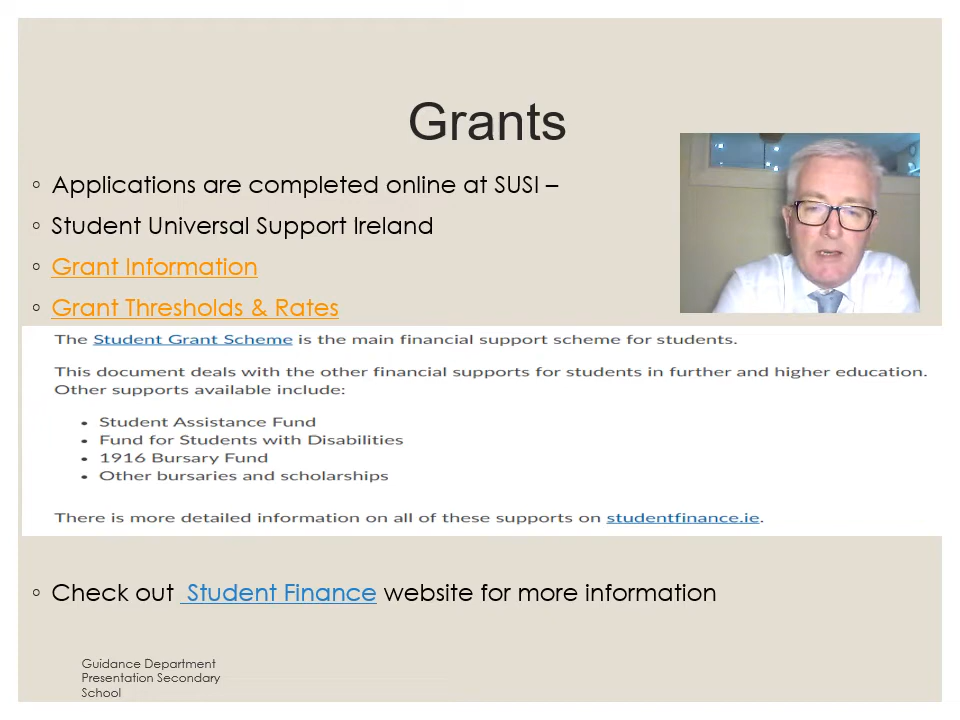 Grants
Applications are completed online at SUSI –
Student Universal Support Ireland
Grant Information
Grant Thresholds & Rates
The Student Grant Scheme is the main financial support scheme for students.
This document deals with the other financial supports for students in further and higher education.
Other supports available include:
Student Assistance Fund
Fund for Students with Disabilities
1916 Bursary Fund
Other bursaries and scholarships
There is more detailed information on all of these supports on studentfinance.ie.
Check out Student Finance website for more information
Guidance Department
Presentation Secondary
School